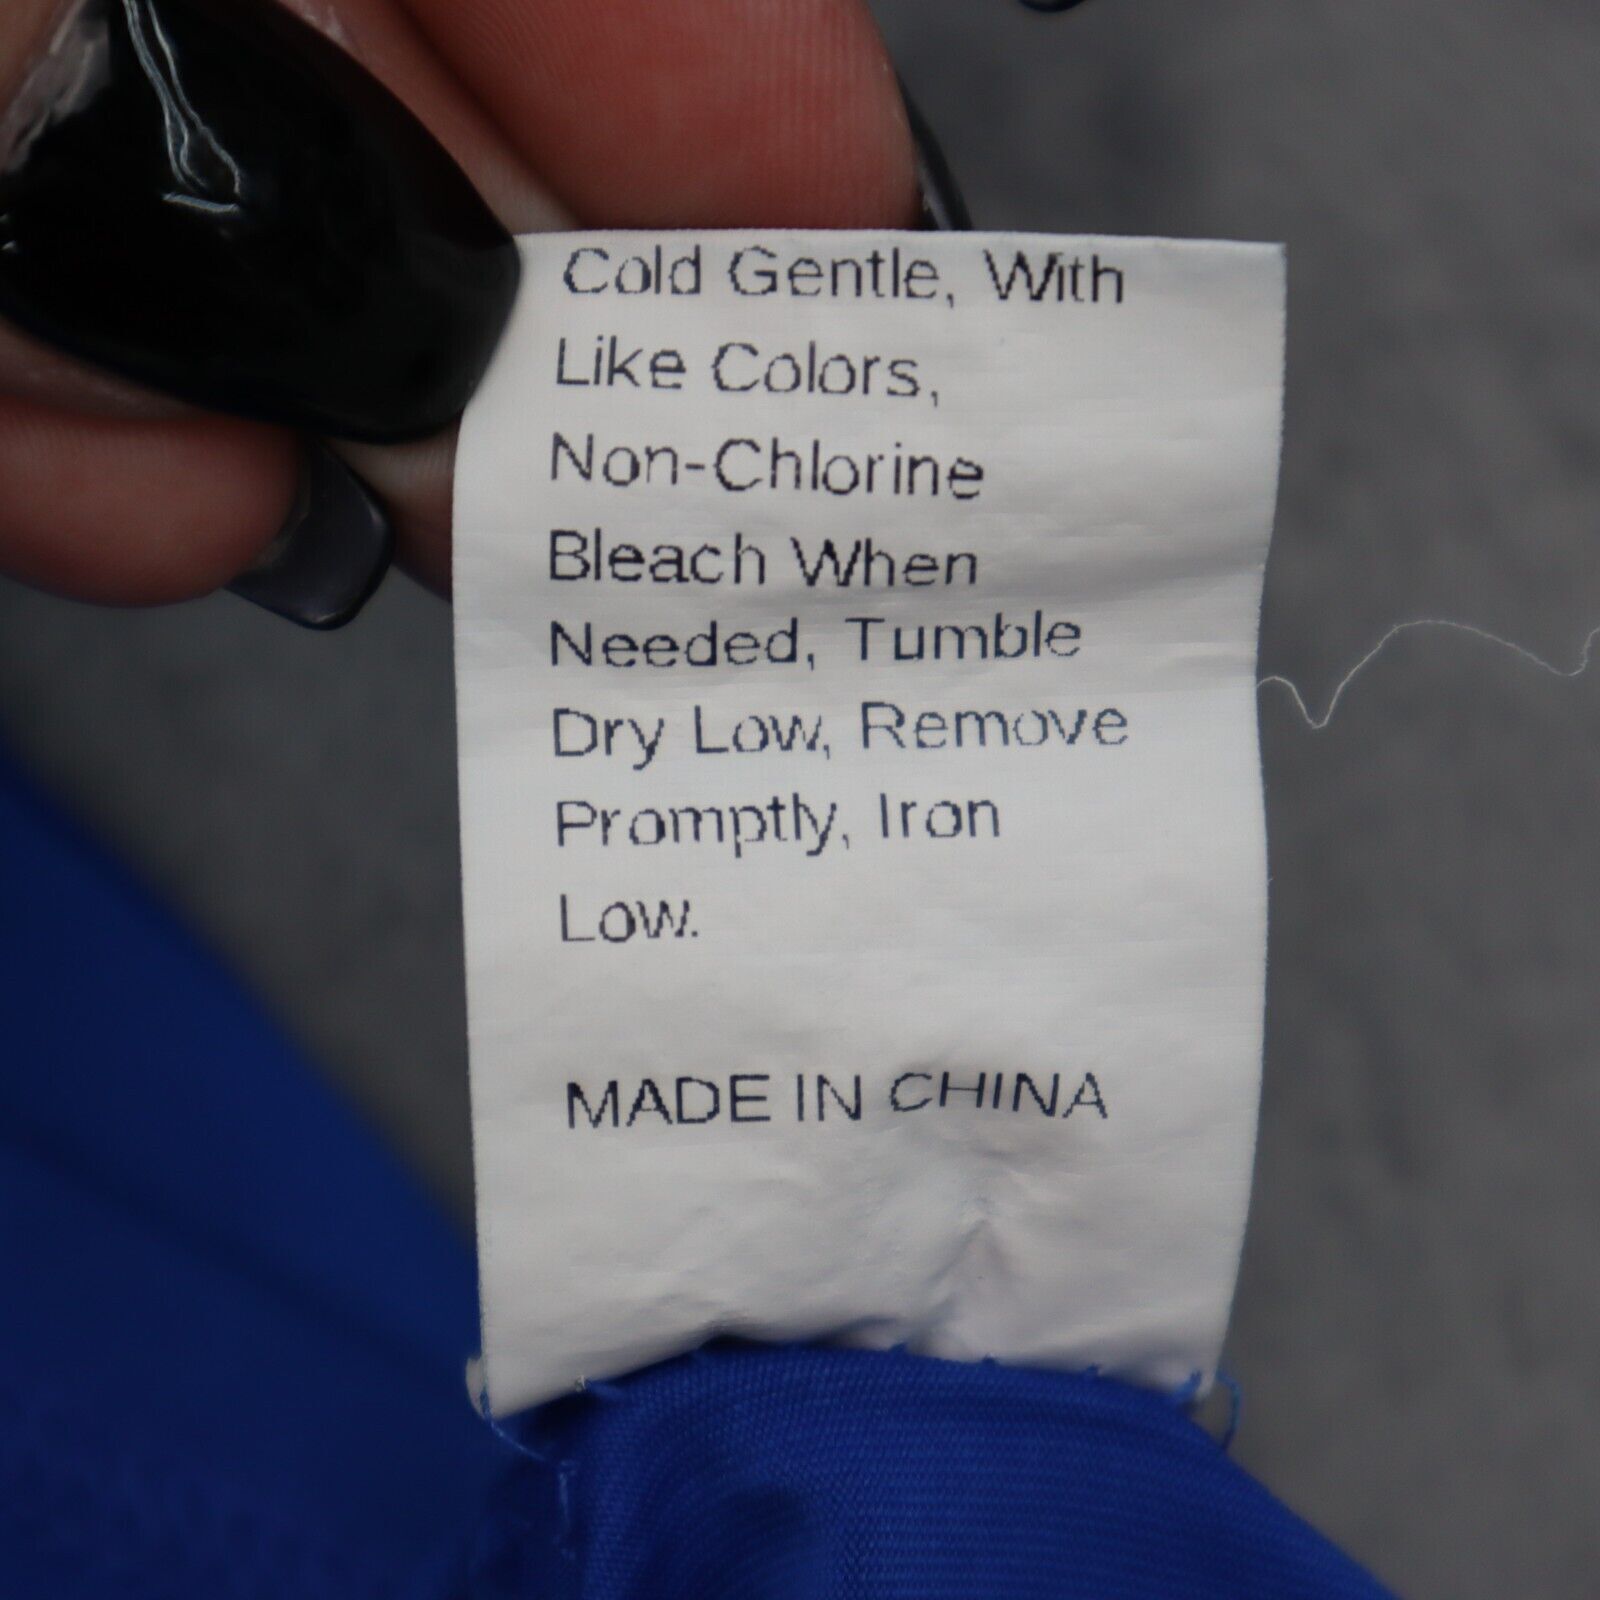 Cold Gentle, With
Like Colors,
Non-Chlorine
Bleach When
Needed, Tumble
Dry Low, Remove
Promptly, Iron
Low.
MADE IN CHINA